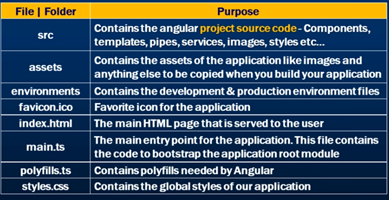 File | Folder Purpose
src Contains the angular project source code - Components,
templates, pipes, services, images, styles etc...
assets Contains the assets of the application like images and
anything else to be copied when you build your application
environments Contains the development & production environment files
favicon.ico Favorite icon for the application
index.html The main HTML page that is served to the user
main.ts The main entry point for the application. This file contains
the code to bootstrap the application root module
polyfills.ts Contains polyfills needed by Angular
styles.css Contains the global styles of our application